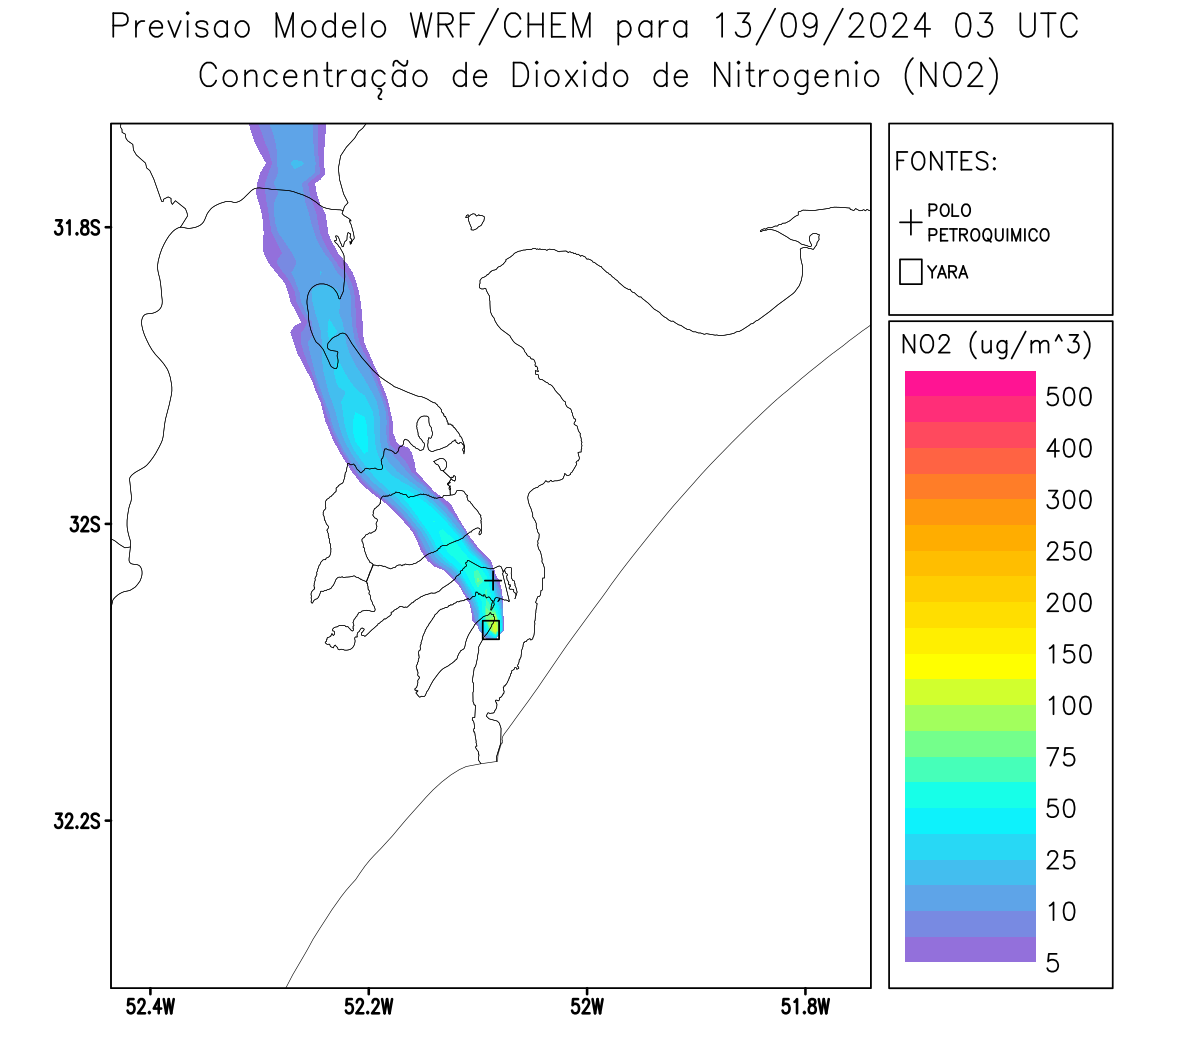 Previsao Modelo WRF/CHEM para 13/09/2024 03 UTC
Concentração de Dioxido de Nitrogenio (NO2)
FONTES:
POLO
PETROQUIMICO
YARA
NO2 (ug/m^3)
500
400
300
250
200
150
100
75
50
25
10
5
31.8S
32S
32.2S
52.4W
52.2W
52W
51.8W